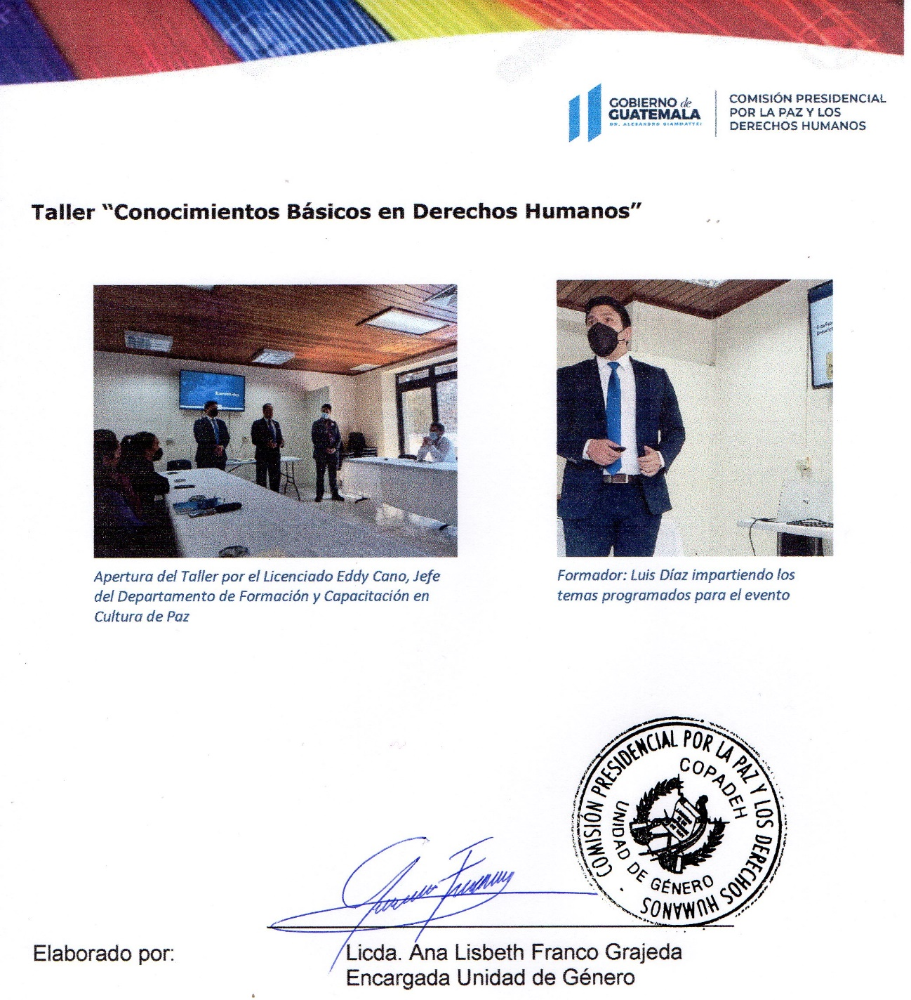 GOBIERNO de
GUATEMALA
DR. ALEJANDRO GIAMMATTEI
COMISIÓN PRESIDENCIAL
POR LA PAZ Y LOS
DERECHOS HUMANOS
Taller “Conocimientos Básicos en Derechos Humanos”
Bienvenidos
Apertura del Taller por el Licenciado Eddy Cano, Jefe
del Departamento de Formación y Capacitación en
Cultura de Paz
Formador: Luis Díaz impartiendo los
temas programados para el evento
COMISIÓN PRESIDENCIAL POR LA PAZ Y LOS DERECHOS HUMANOS
COPADEH
UNIDAD DE GÉNERO
Elaborado por:
Licda. Ana Lisbeth Franco Grajeda
Encargada Unidad de Género